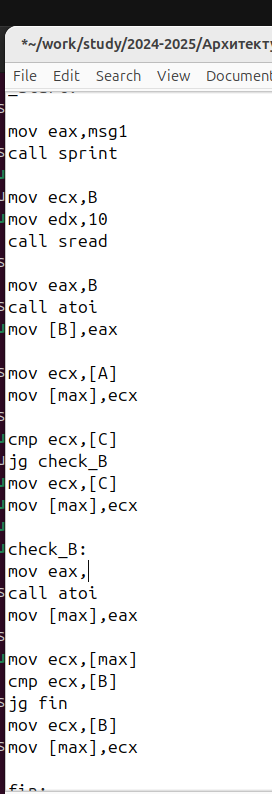 *~/work/study/2024-2025/Архитекту
File Edit Search View Document
_start:
mov eax,msg1
call sprint
mov ecx,B
mov edx,10
call sread
mov eax,B
call atoi
mov [B],eax
mov ecx,[A]
mov [max],ecx
cmp ecx,[C]
jg check_B
mov ecx,[C]
mov [max],ecx
check_B:
mov eax,
call atoi
mov [max],eax
mov ecx,[max]
cmp ecx,[B]
jg fin
mov ecx,[B]
mov [max],ecx
fin: